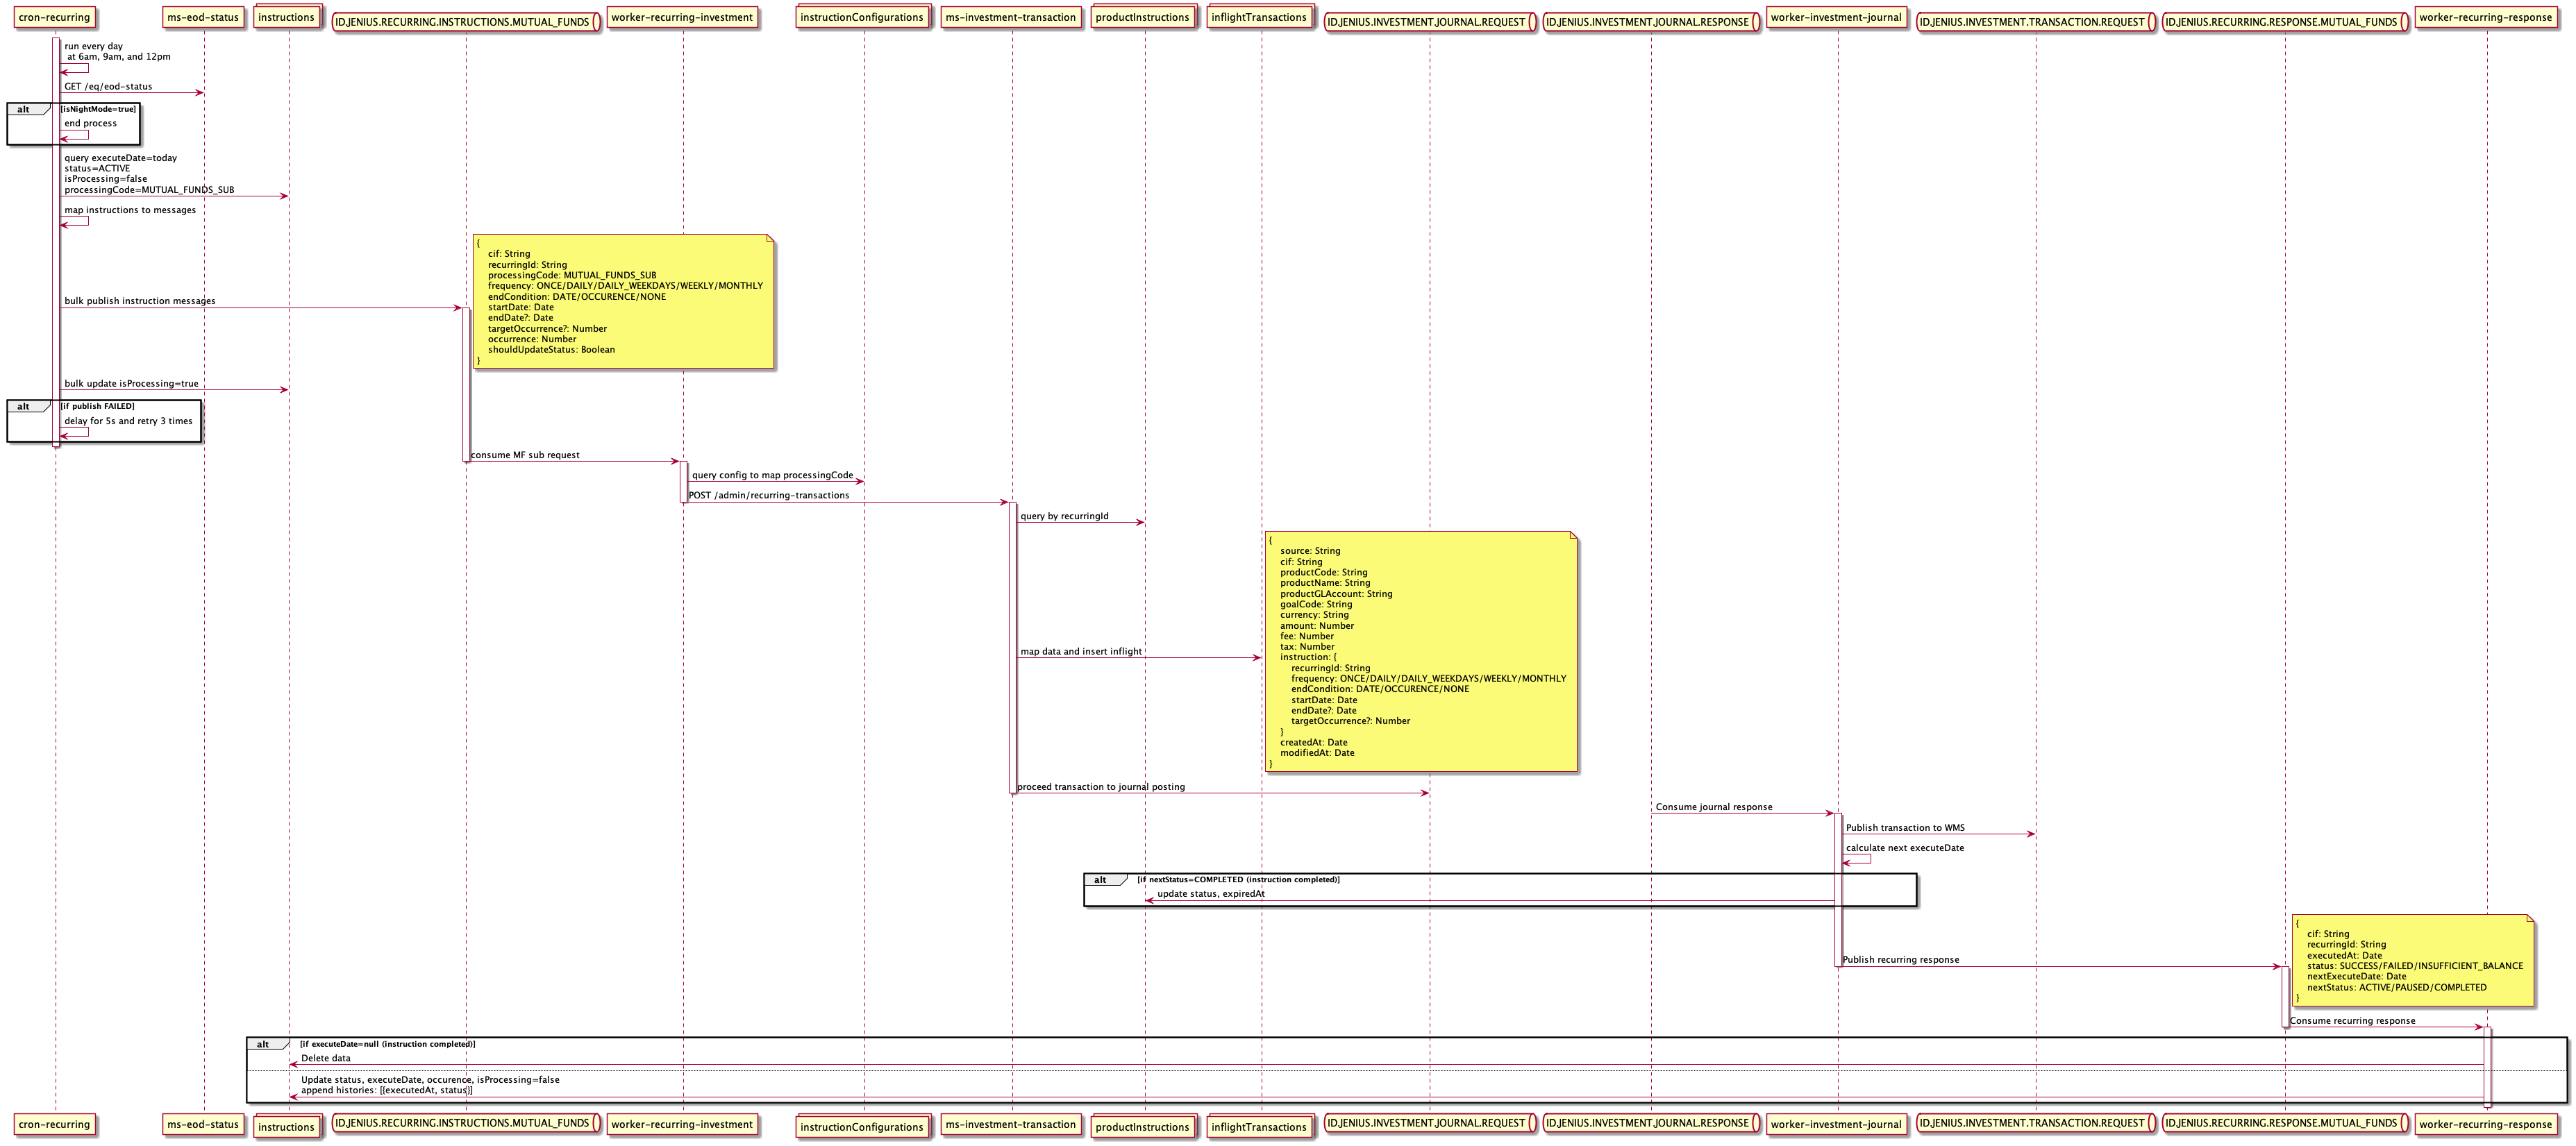 cron-recurring
ms-eod-status
instructions
ID.JENIUS.RECURRING.INSTRUCTIONS.MUTUAL_FUNDS
worker-recurring-investment
instructionConfigurations
ms-investment-transaction
productInstructions
inflightTransactions
ID.JENIUS.INVESTMENT.JOURNAL.REQUEST
ID.JENIUS.INVESTMENT.JOURNAL.RESPONSE
worker-investment-journal
ID.JENIUS.INVESTMENT.TRANSACTION.REQUEST
ID.JENIUS.RECURRING.RESPONSE.MUTUAL_FUNDS
worker-recurring-response
run every day
at 6am, 9am, and 12pm
GET /eq/eod-status
alt
[isNightMode=true]
end process
query executeDate=today
status=ACTIVE
isProcessing=false
processingCode=MUTUAL_FUNDS_SUB
map instructions to messages
{
cif: String
recurringId: String
processingCode: MUTUAL_FUNDS_SUB
frequency: ONCE/DAILY/DAILY_WEEKDAYS/WEEKLY/MONTHLY
endCondition: DATE/OCCURENCE/NONE
startDate: Date
endDate?: Date
targetOccurrence?: Number
occurrence: Number
shouldUpdateStatus: Boolean
}
bulk publish instruction messages
bulk update isProcessing=true
alt
[if publish FAILED]
delay for 5s and retry 3 times
consume MF sub request
query config to map processingCode
POST /admin/recurring-transactions
query by recurringId
{
source: String
cif: String
productCode: String
productName: String
productGLAccount: String
goalCode: String
currency: String
amount: Number
fee: Number
tax: Number
instruction: {
recurringId: String
frequency: ONCE/DAILY/DAILY_WEEKDAYS/WEEKLY/MONTHLY
endCondition: DATE/OCCURENCE/NONE
startDate: Date
endDate?: Date
targetOccurrence?: Number
}
createdAt: Date
modifiedAt: Date
}
map data and insert inflight
proceed transaction to journal posting
Consume journal response
Publish transaction to WMS
calculate next executeDate
alt
[if nextStatus=COMPLETED (instruction completed)]
update status, expiredAt
{
cif: String
recurringId: String
executedAt: Date
status: SUCCESS/FAILED/INSUFFICIENT_BALANCE
nextExecuteDate: Date
nextStatus: ACTIVE/PAUSED/COMPLETED
}
Publish recurring response
Consume recurring response
alt
[if executeDate=null (instruction completed)]
Delete data
Update status, executeDate, occurence, isProcessing=false
append histories: [{executedAt, status}]
cron-recurring
ms-eod-status
instructions
ID.JENIUS.RECURRING.INSTRUCTIONS.MUTUAL_FUNDS
worker-recurring-investment
instructionConfigurations
ms-investment-transaction
productInstructions
inflightTransactions
ID.JENIUS.INVESTMENT.JOURNAL.REQUEST
ID.JENIUS.INVESTMENT.JOURNAL.RESPONSE
worker-investment-journal
ID.JENIUS.INVESTMENT.TRANSACTION.REQUEST
ID.JENIUS.RECURRING.RESPONSE.MUTUAL_FUNDS
worker-recurring-response